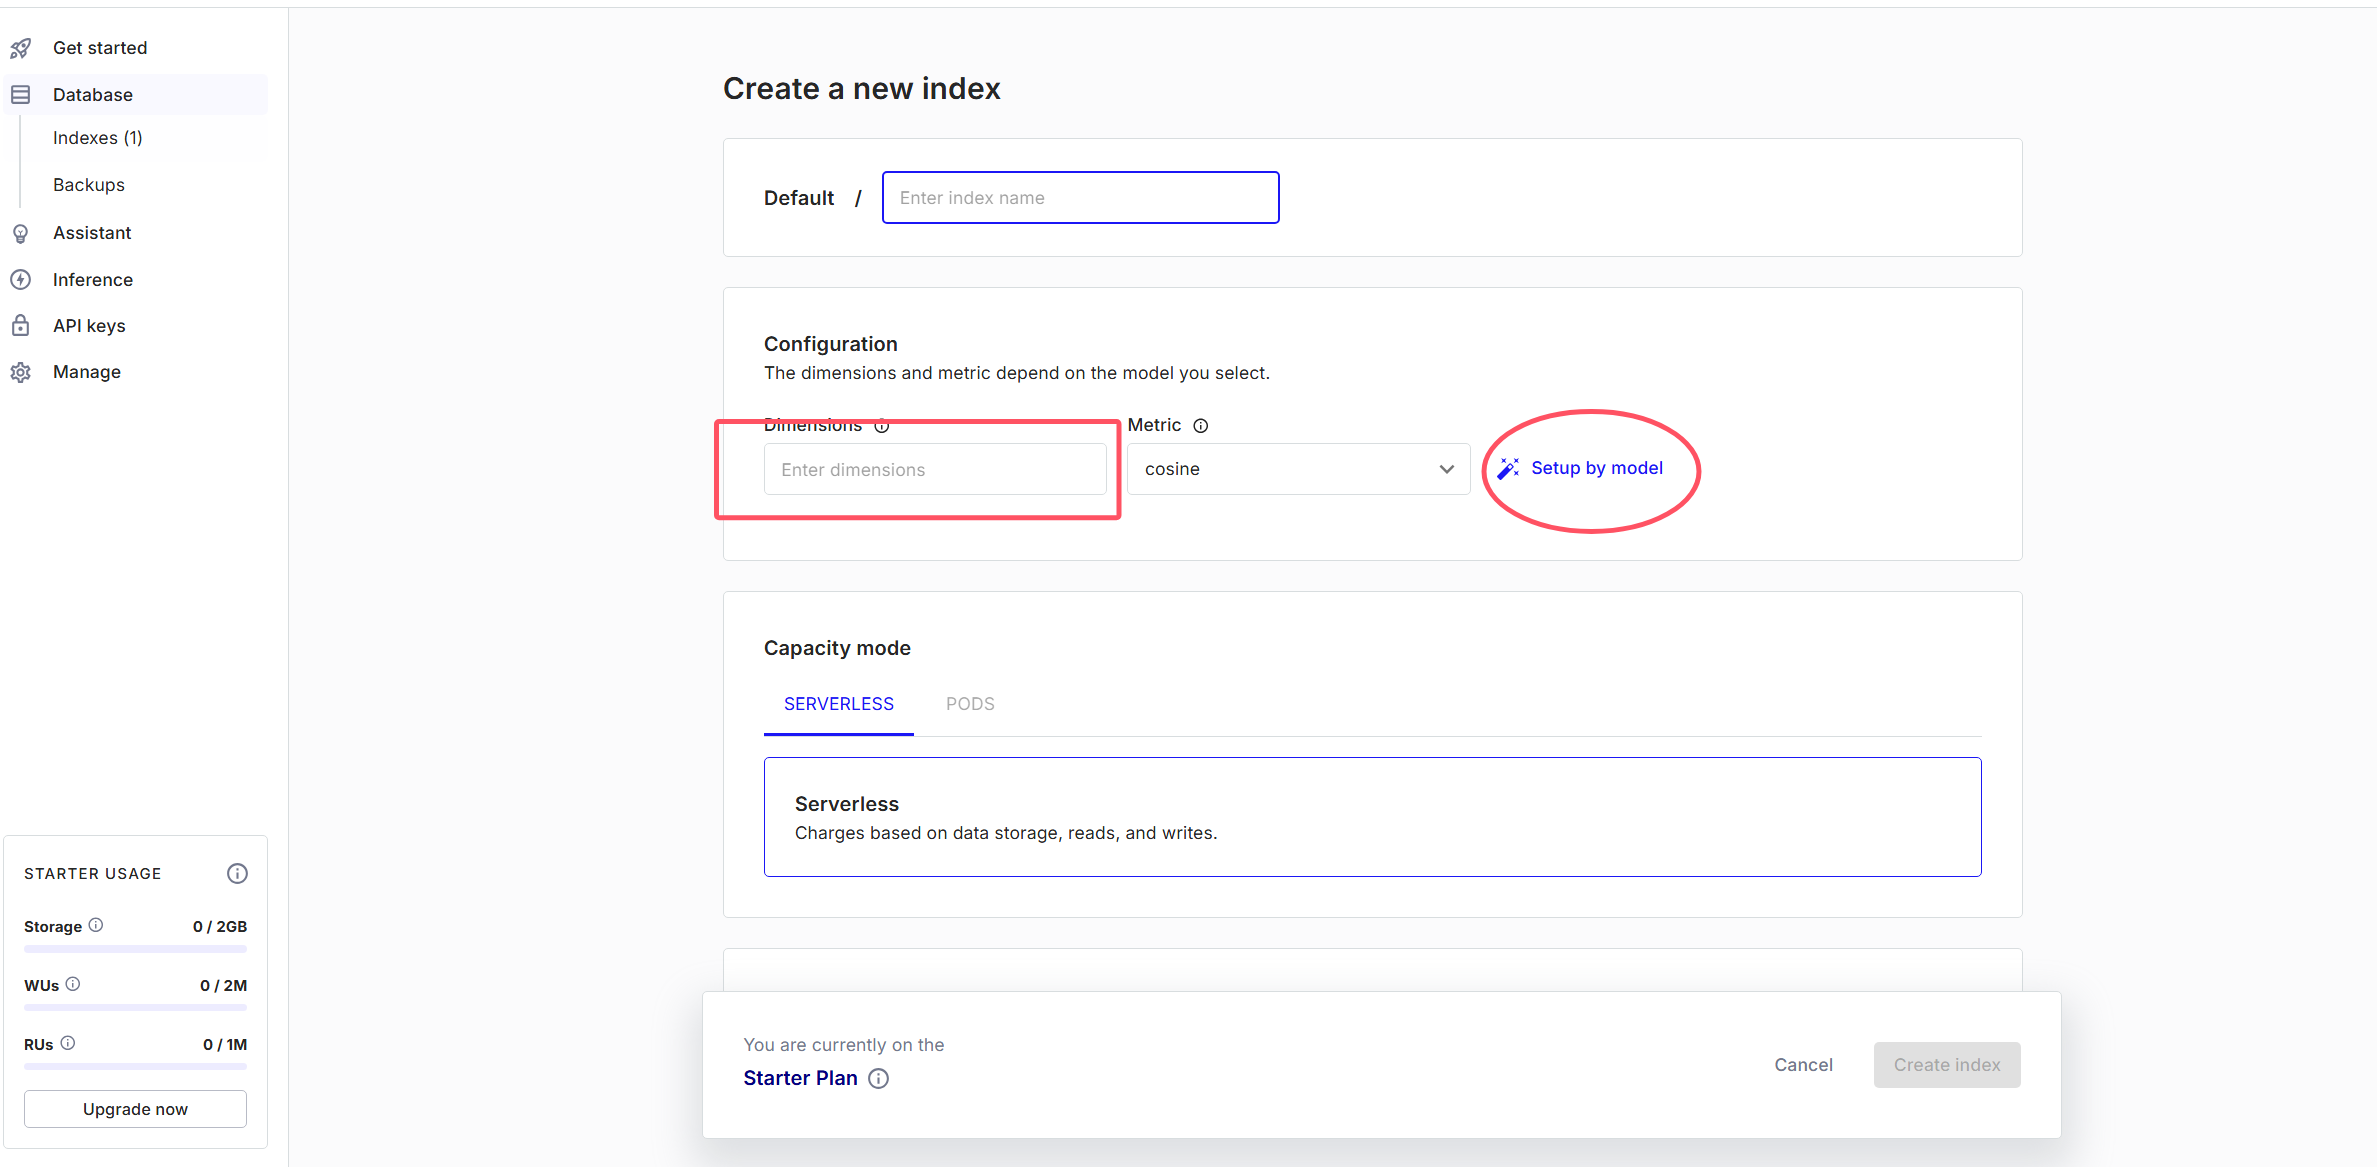 Get started
Database
Indexes (1)
Backups
Assistant
Inference
API keys
Manage
STARTER USAGE
Storage 0 / 2GB
WUs 0 / 2M
RUs 0 / 1M
Upgrade now
Create a new index
Default / Enter index name
Configuration
The dimensions and metric depend on the model you select.
Dimensions Metric
Enter dimensions cosine Setup by model
Capacity mode
SERVERLESS PODS
Serverless
Charges based on data storage, reads, and writes.
You are currently on the
Starter Plan
Cancel Create index